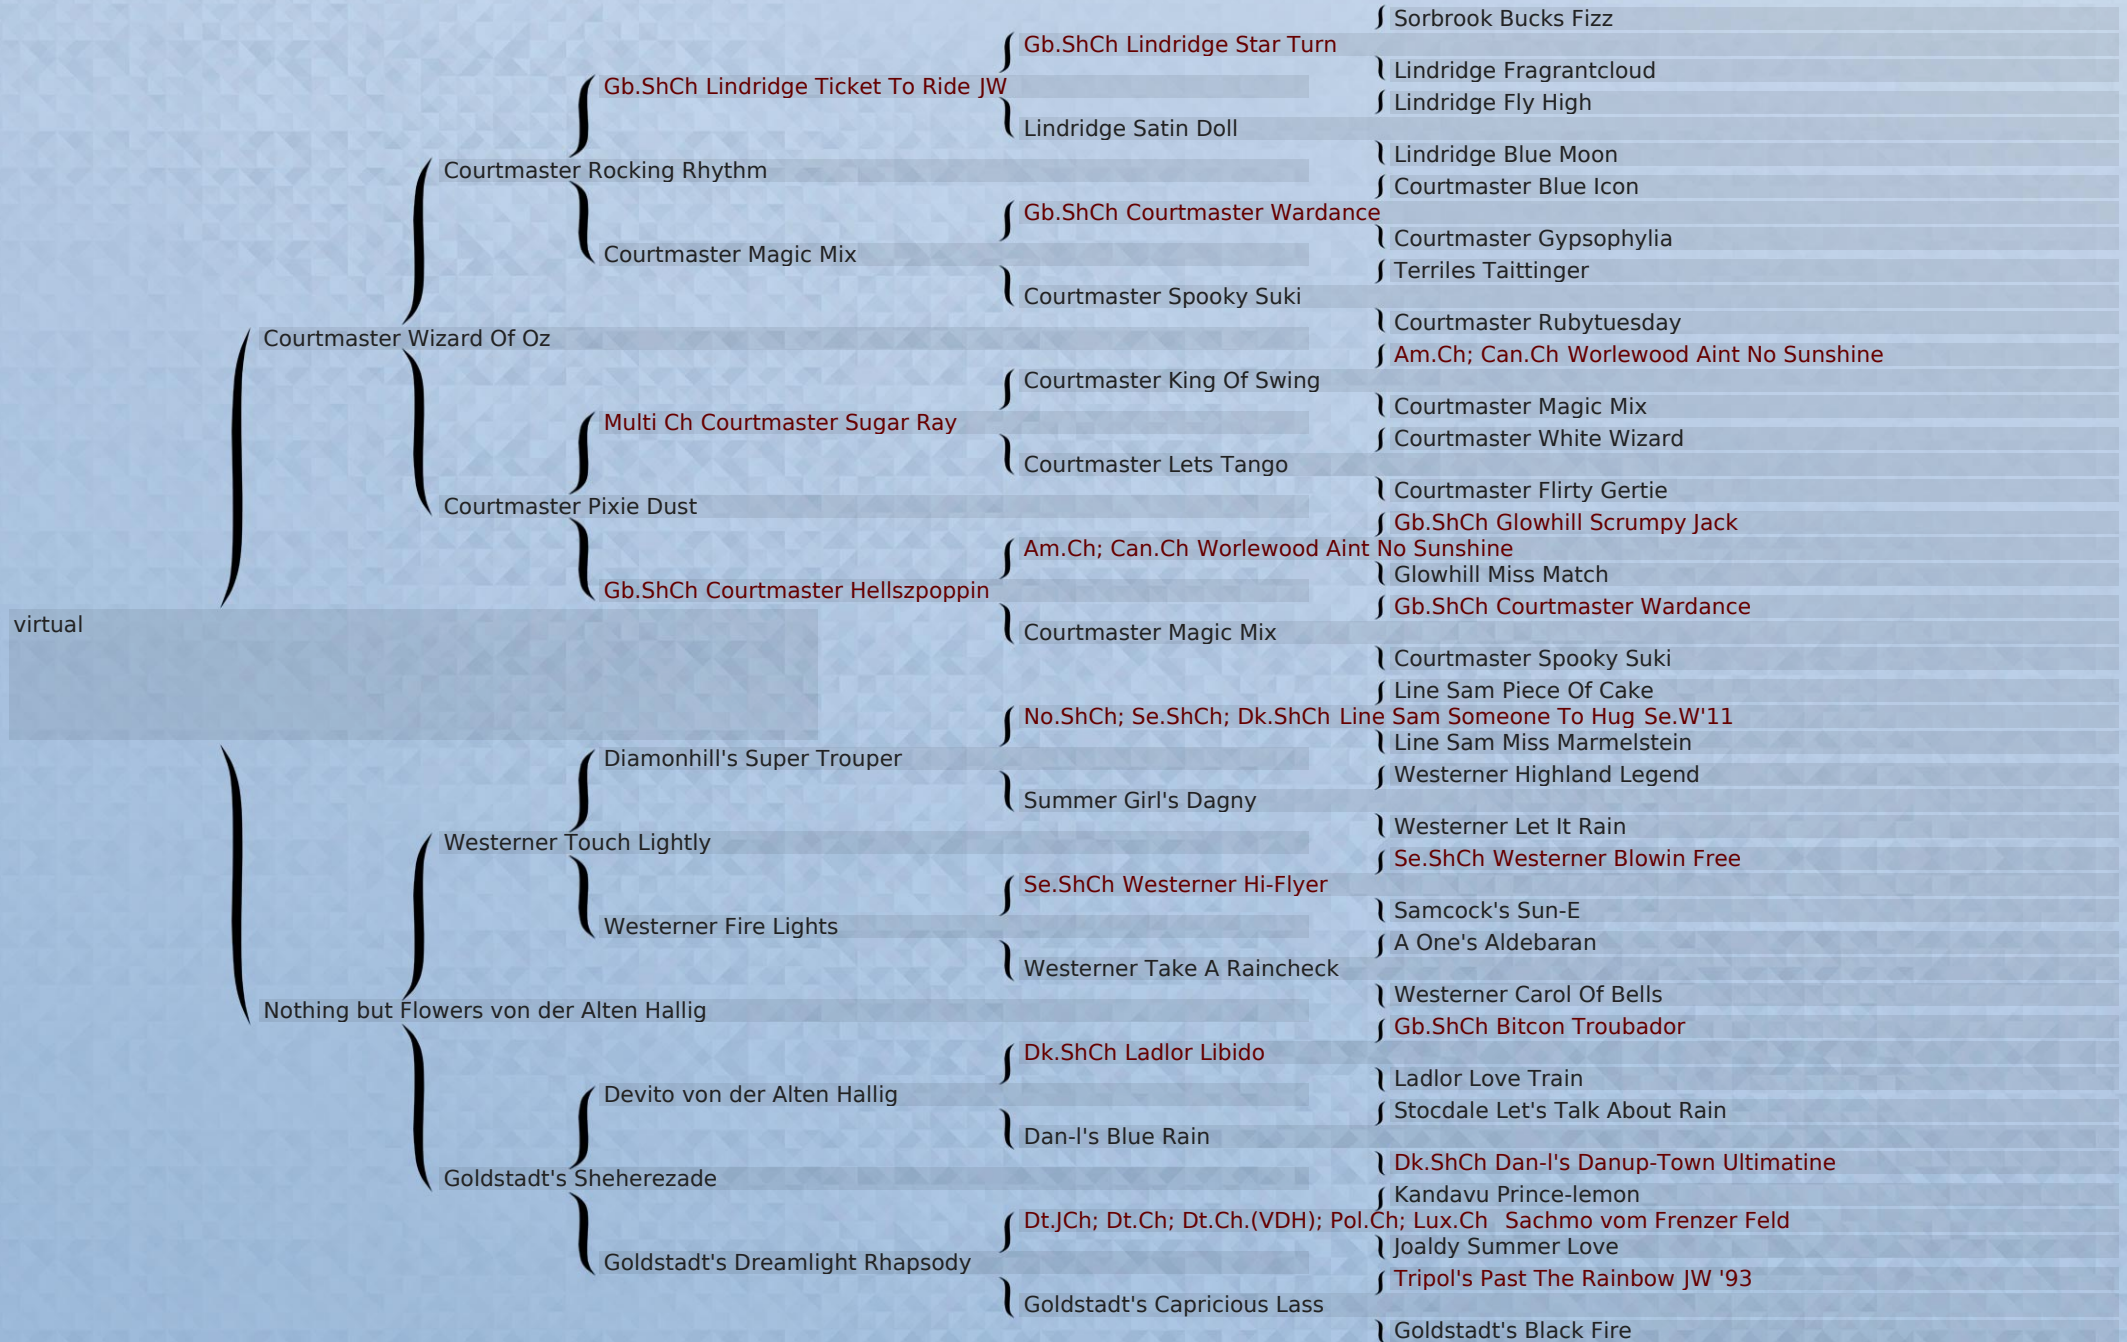 Sorbrook Bucks Fizz
Gb.ShCh Lindridge Star Turn
Lindridge Fragrantcloud
Gb.ShCh Lindridge Ticket To Ride JW
Lindridge Fly High
Lindridge Satin Doll
Lindridge Blue Moon
Courtmaster Rocking Rhythm
Courtmaster Blue Icon
Gb.ShCh Courtmaster Wardance
Courtmaster Gypsophylia
Courtmaster Magic Mix
Terriles Taittinger
Courtmaster Spooky Suki
Courtmaster Rubytuesday
Courtmaster Wizard Of Oz
Am.Ch; Can.Ch Worlewood Aint No Sunshine
Courtmaster King Of Swing
Courtmaster Magic Mix
Multi Ch Courtmaster Sugar Ray
Courtmaster White Wizard
Courtmaster Lets Tango
Courtmaster Flirty Gertie
Courtmaster Pixie Dust
Gb.ShCh Glowhill Scrumpy Jack
Am.Ch; Can.Ch Worlewood Aint No Sunshine
Glowhill Miss Match
Gb.ShCh Courtmaster Hellszpoppin
Gb.ShCh Courtmaster Wardance
Courtmaster Magic Mix
Courtmaster Spooky Suki
virtual
Line Sam Piece Of Cake
No.ShCh; Se.ShCh; Dk.ShCh Line Sam Someone To Hug Se.W'11
Line Sam Miss Marmelstein
Diamonhill's Super Trouper
Westerner Highland Legend
Summer Girl's Dagny
Westerner Let It Rain
Westerner Touch Lightly
Se.ShCh Westerner Blowin Free
Se.ShCh Westerner Hi-Flyer
Samcock's Sun-E
Westerner Fire Lights
A One's Aldebaran
Westerner Take A Raincheck
Westerner Carol Of Bells
Nothing but Flowers von der Alten Hallig
Gb.ShCh Bitcon Troubador
Dk.ShCh Ladlor Libido
Ladlor Love Train
Devito von der Alten Hallig
Stocdale Let's Talk About Rain
Dan-l's Blue Rain
Dk.ShCh Dan-l's Danup-Town Ultimatine
Goldstadt's Sheherezade
Kandavu Prince-lemon
Dt.JCh; Dt.Ch; Dt.Ch.(VDH); Pol.Ch; Lux.Ch  Sachmo vom Frenzer Feld
Joaldy Summer Love
Goldstadt's Dreamlight Rhapsody
Tripol's Past The Rainbow JW '93
Goldstadt's Capricious Lass
Goldstadt's Black Fire